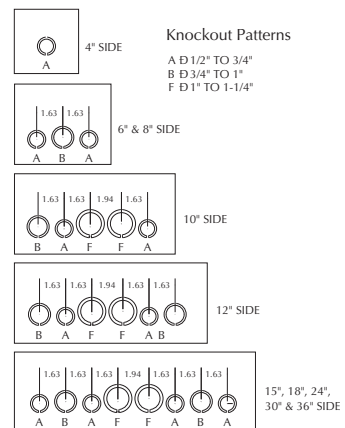 Knockout Patterns
A Ð 1/2" TO 3/4"
B Ð 3/4" TO 1"
F Ð 1" TO 1-1/4"
A
4" SIDE
1.63 1.63
A B A
6" & 8" SIDE
1.63 1.63 1.94 1.63
B A F F A
10" SIDE
1.63 1.63 1.94 1.63 1.63
B A F F A B
12" SIDE
1.63 1.63 1.63 1.94 1.63 1.63 1.63
A B A F F A B A
15", 18", 24",
30" & 36" SIDE